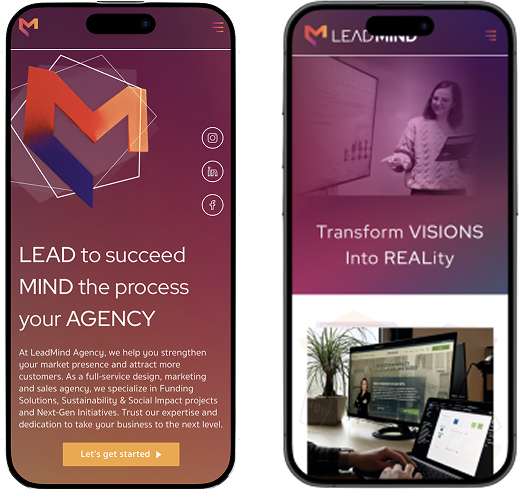 LEAD to succeed
MIND the process
your AGENCY
At LeadMind Agency, we help you strengthen
your market presence and attract more
customers. As a full-service design, marketing
and sales agency, we specialize in Funding
Solutions, Sustainability & Social Impact projects
and Next-Gen Initiatives. Trust our expertise and
dedication to take your business to the next level.
Let's get started
LEADMIND
Transform VISIONS
Into REALity